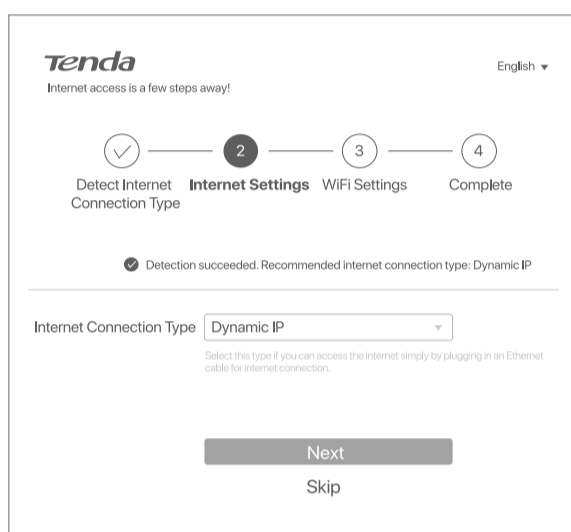 Tenda
English
Internet access is a few steps away!
2
3
4
Detect Internet
Connection Type
Internet Settings
WiFi Settings
Complete
Detection succeeded. Recommended internet connection type: Dynamic IP
Internet Connection Type
Dynamic IP
Select this type if you can access the internet simply by plugging in an Ethernet
cable for internet connection.
Next
Skip